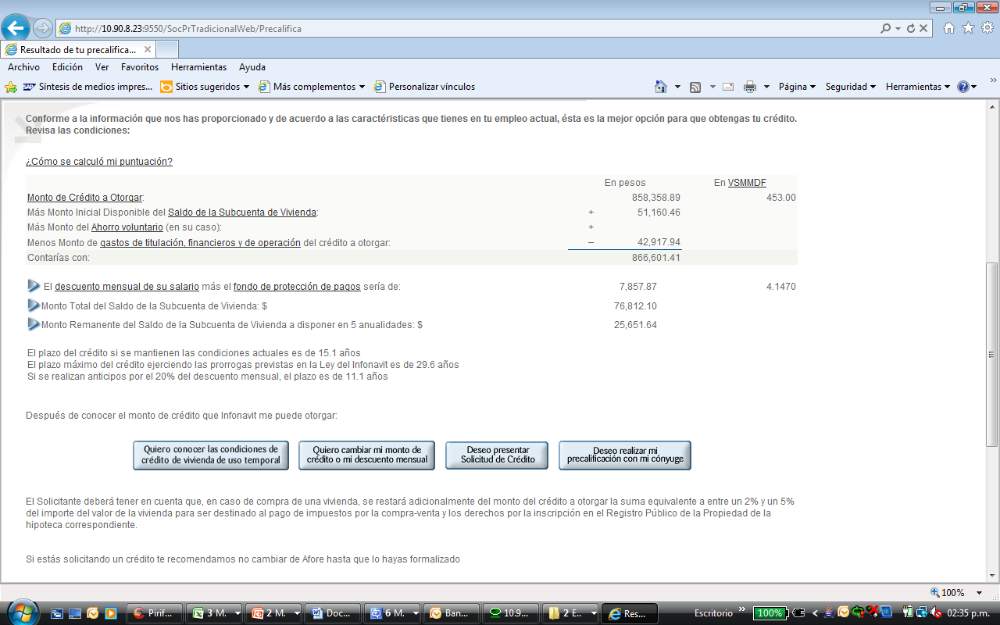 http://10.90.8.23:9550/SocPrTradicionalWeb/Precalifica
Resultado de tu precalifica...
Archivo Edición Ver Favoritos Herramientas Ayuda
SAP Síntesis de medios impres... Sitios sugeridos Más complementos Personalizar vínculos Página Seguridad Herramientas
Conforme a la información que nos has proporcionado y de acuerdo a las caractéristicas que tienes en tu empleo actual, ésta es la mejor opción para que obtengas tu crédito.
Revisa las condiciones:
¿Cómo se calculó mi puntuación?
En pesos En VSMMDF
Monto de Crédito a Otorgar: 858,358.89 453.00
Más Monto Inicial Disponible del Saldo de la Subcuenta de Vivienda: + 51,160.46
Más Monto del Ahorro voluntario (en su caso): +
Menos Monto de gastos de titulación, financieros y de operación del crédito a otorgar: – 42,917.94
Contarías con: 866,601.41
El descuento mensual de su salario más el fondo de protección de pagos sería de: 7,857.87 4.1470
Monto Total del Saldo de la Subcuenta de Vivienda: $ 76,812.10
Monto Remanente del Saldo de la Subcuenta de Vivienda a disponer en 5 anualidades: $ 25,651.64
El plazo del crédito si se mantienen las condiciones actuales es de 15.1 años
El plazo máximo del crédito ejerciendo las prorrogas previstas en la Ley del Infonavit es de 29.6 años
Si se realizan anticipos por el 20% del descuento mensual, el plazo es de 11.1 años
Después de conocer el monto de crédito que Infonavit me puede otorgar:
Quiero conocer las condiciones de
crédito de vivienda de uso temporal
Quiero cambiar mi monto de
crédito o mi descuento mensual
Deseo presentar
Solicitud de Crédito
Deseo realizar mi
precalificación con mi cónyuge
El Solicitante deberá tener en cuenta que, en caso de compra de una vivienda, se restará adicionalmente del monto del crédito a otorgar la suma equivalente a entre un 2% y un 5%
del importe del valor de la vivienda para ser destinado al pago de impuestos por la compra-venta y los derechos por la inscripción en el Registro Público de la Propiedad de la
hipoteca correspondiente.
Si estás solicitando un crédito te recomendamos no cambiar de Afore hasta que lo hayas formalizado
100%
Pirif... 3 M... 2 M... Doc... 6 M... Ban... 10.9... 2 E... Res... Escritorio 100% 02:35 p.m.